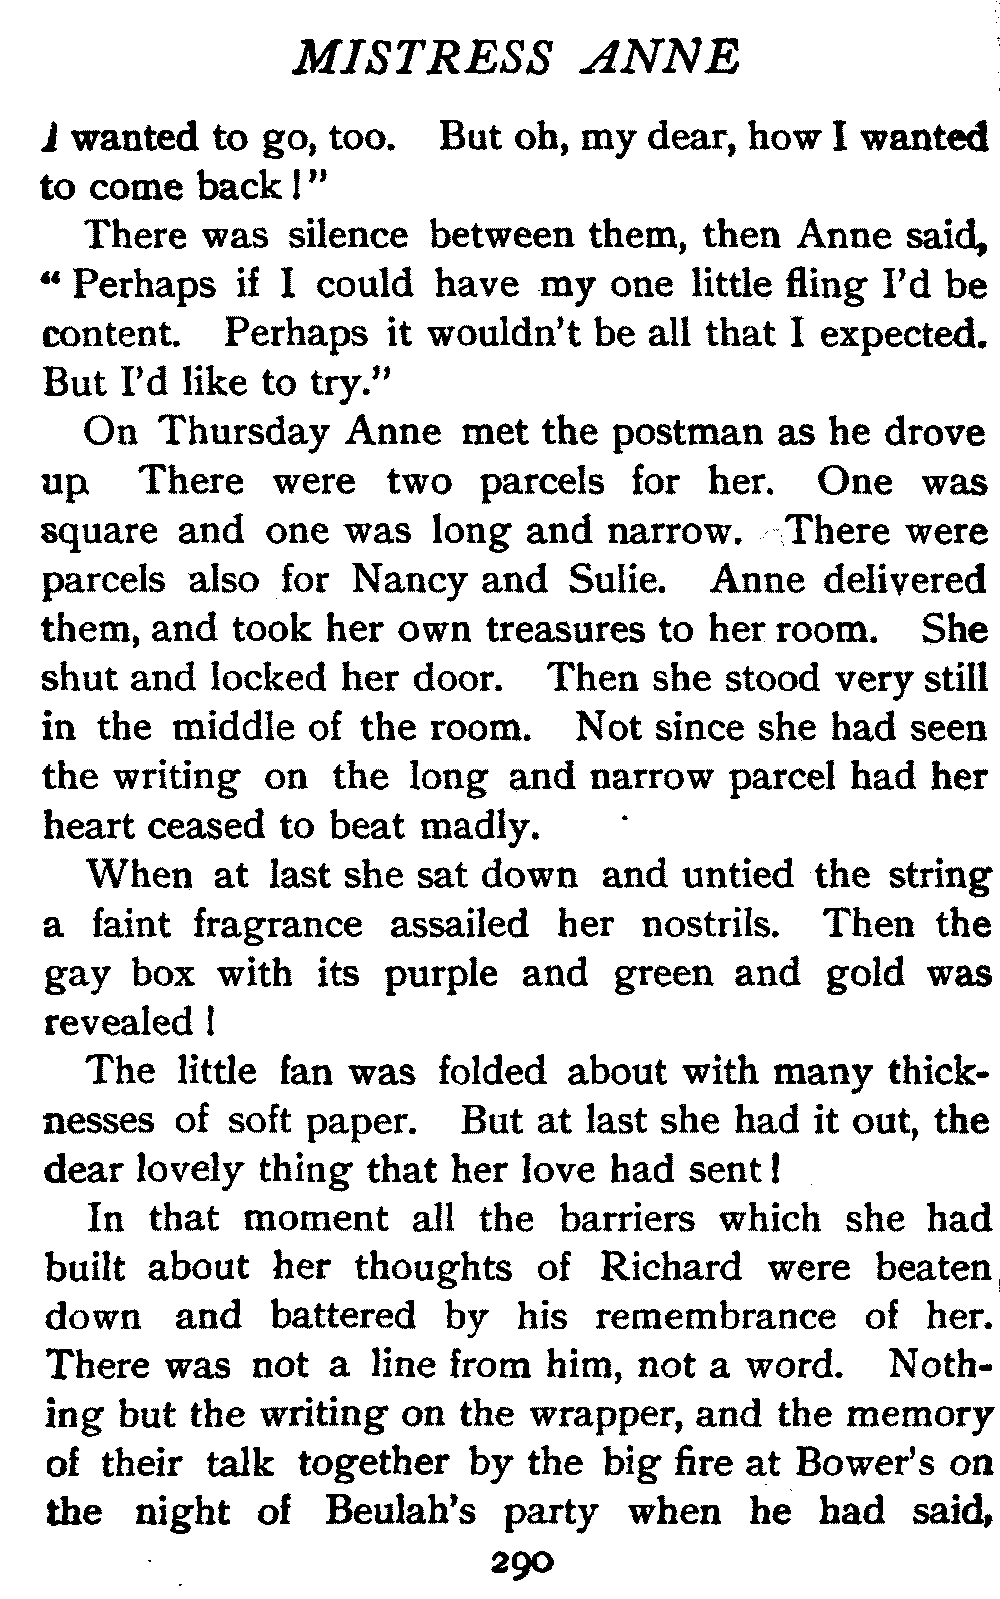 MISTRESS ANNE
I wanted to go, too. But oh, my dear, how I wanted
to come back!"
There was silence between them, then Anne said,
"Perhaps if I could have my one little fling I'd be
content. Perhaps it wouldn't be all that I expected.
But I'd like to try."
On Thursday Anne met the postman as he drove
up. There were two parcels for her. One was
square and one was long and narrow. There were
parcels also for Nancy and Sulie. Anne delivered
them, and took her own treasures to her room. She
shut and locked her door. Then she stood very still
in the middle of the room. Not since she had seen
the writing on the long and narrow parcel had her
heart ceased to beat madly.
When at last she sat down and untied the string
a faint fragrance assailed her nostrils. Then the
gay box with its purple and green and gold was
revealed!
The little fan was folded about with many thick-
nesses of soft paper. But at last she had it out, the
dear lovely thing that her love had sent!
In that moment all the barriers which she had
built about her thoughts of Richard were beaten
down and battered by his remembrance of her.
There was not a line from him, not a word. Noth-
ing but the writing on the wrapper, and the memory
of their talk together by the big fire at Bower's on
the night of Beulah's party when he had said,
290